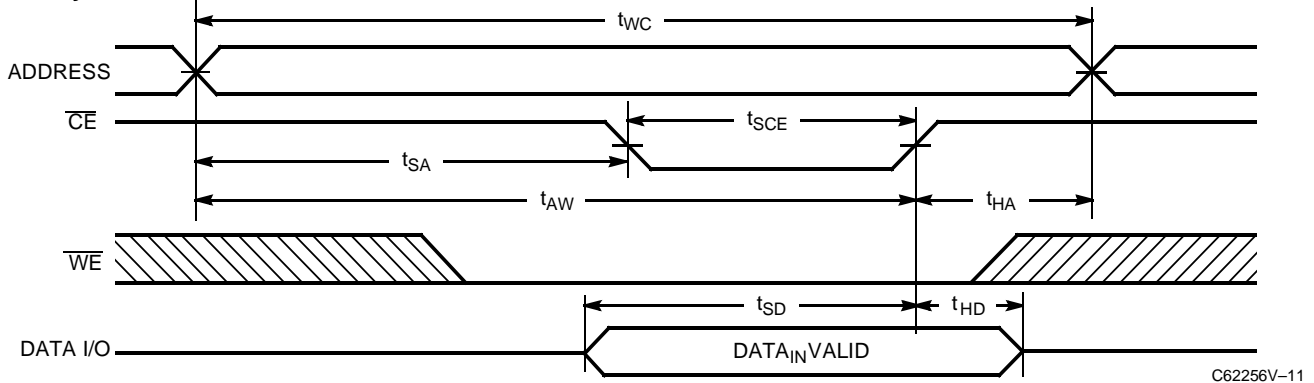 tWC
ADDRESS
CE
tSCE
tSA
tAW
tHA
WE
tSD
tHD
DATA I/O
DATAINVALID
C62256V–11